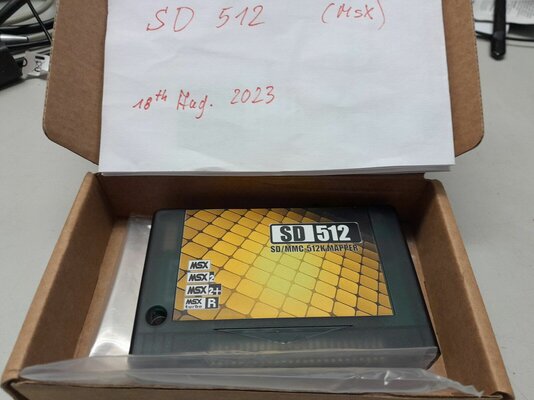 SD 512 (MSX)
18th Aug. 2023
SD 512
SD/MMC 512K MAPPER
MSX
MSX 2
MSX 2+
MSX turbo R